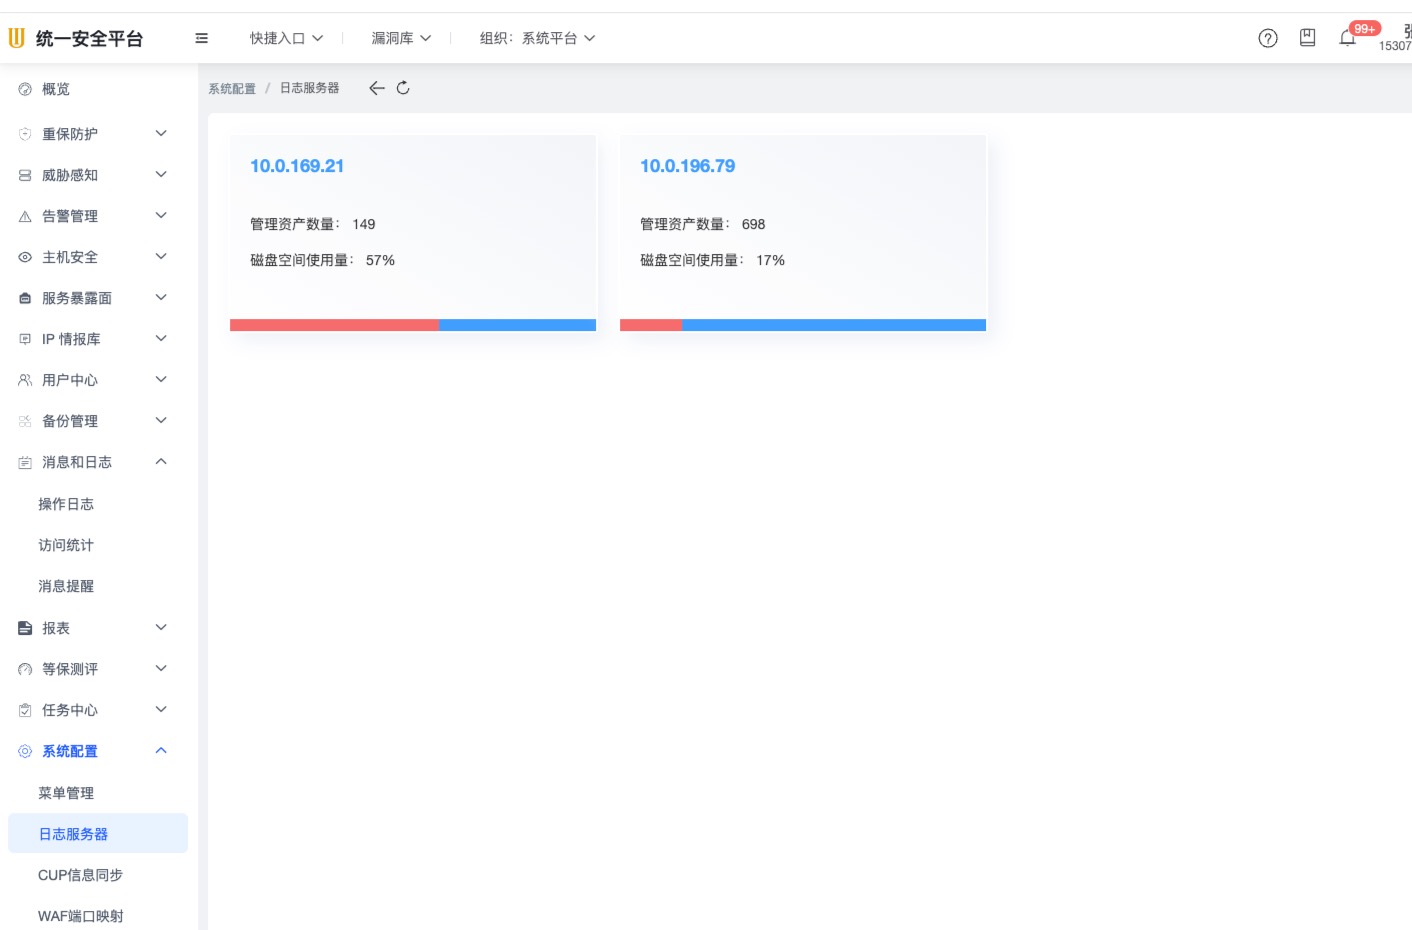 统一安全平台
快捷入口
漏洞库
组织：系统平台
99+
15307
概览
重保防护
威胁感知
告警管理
主机安全
服务暴露面
IP 情报库
用户中心
备份管理
消息和日志
操作日志
访问统计
消息提醒
报表
等保测评
任务中心
系统配置
菜单管理
日志服务器
CUP信息同步
WAF端口映射
系统配置 / 日志服务器
10.0.169.21
管理资产数量： 149
磁盘空间使用量： 57%
10.0.196.79
管理资产数量： 698
磁盘空间使用量： 17%